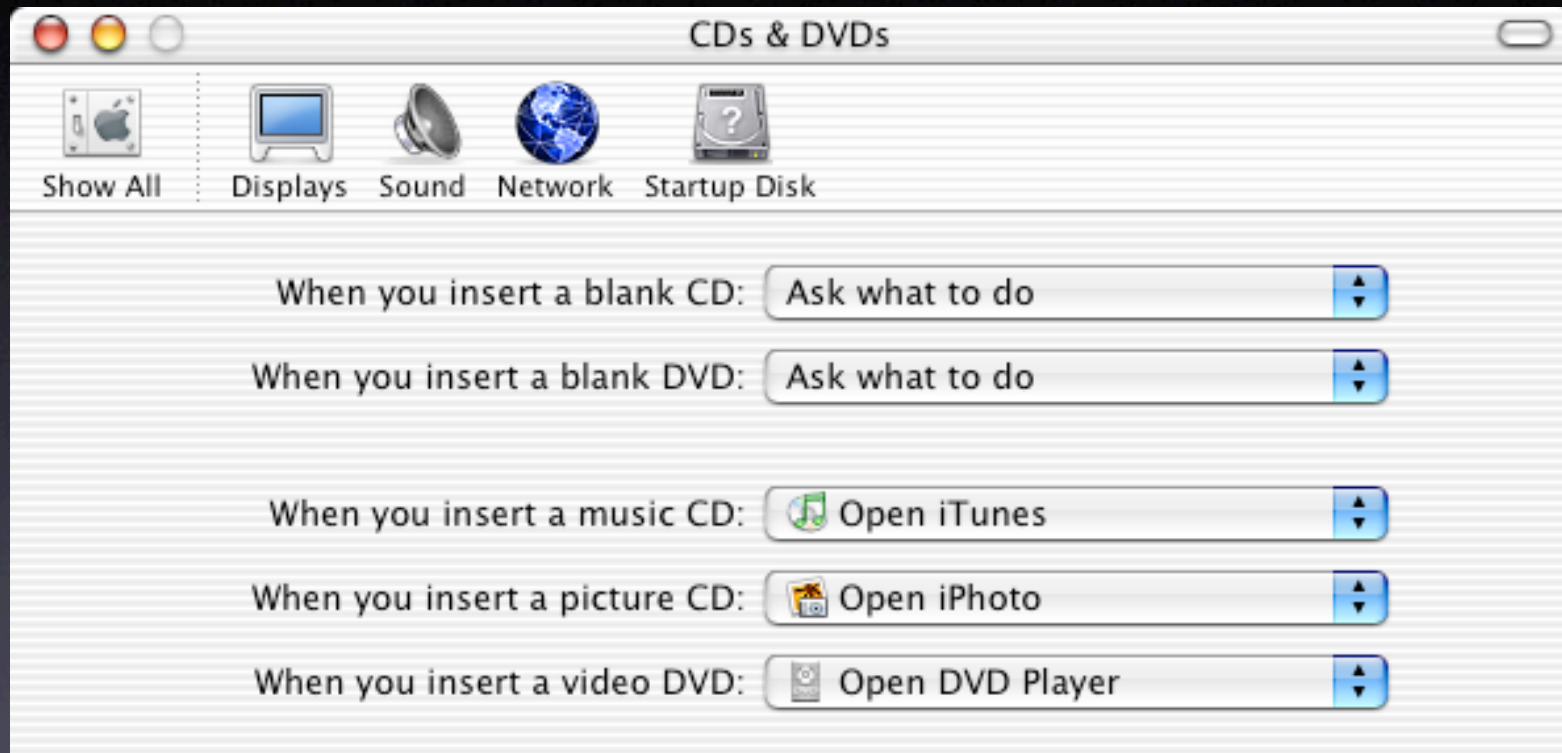 CDs & DVDs
Show All Displays Sound Network Startup Disk
When you insert a blank CD: Ask what to do
When you insert a blank DVD: Ask what to do
When you insert a music CD: Open iTunes
When you insert a picture CD: Open iPhoto
When you insert a video DVD: Open DVD Player